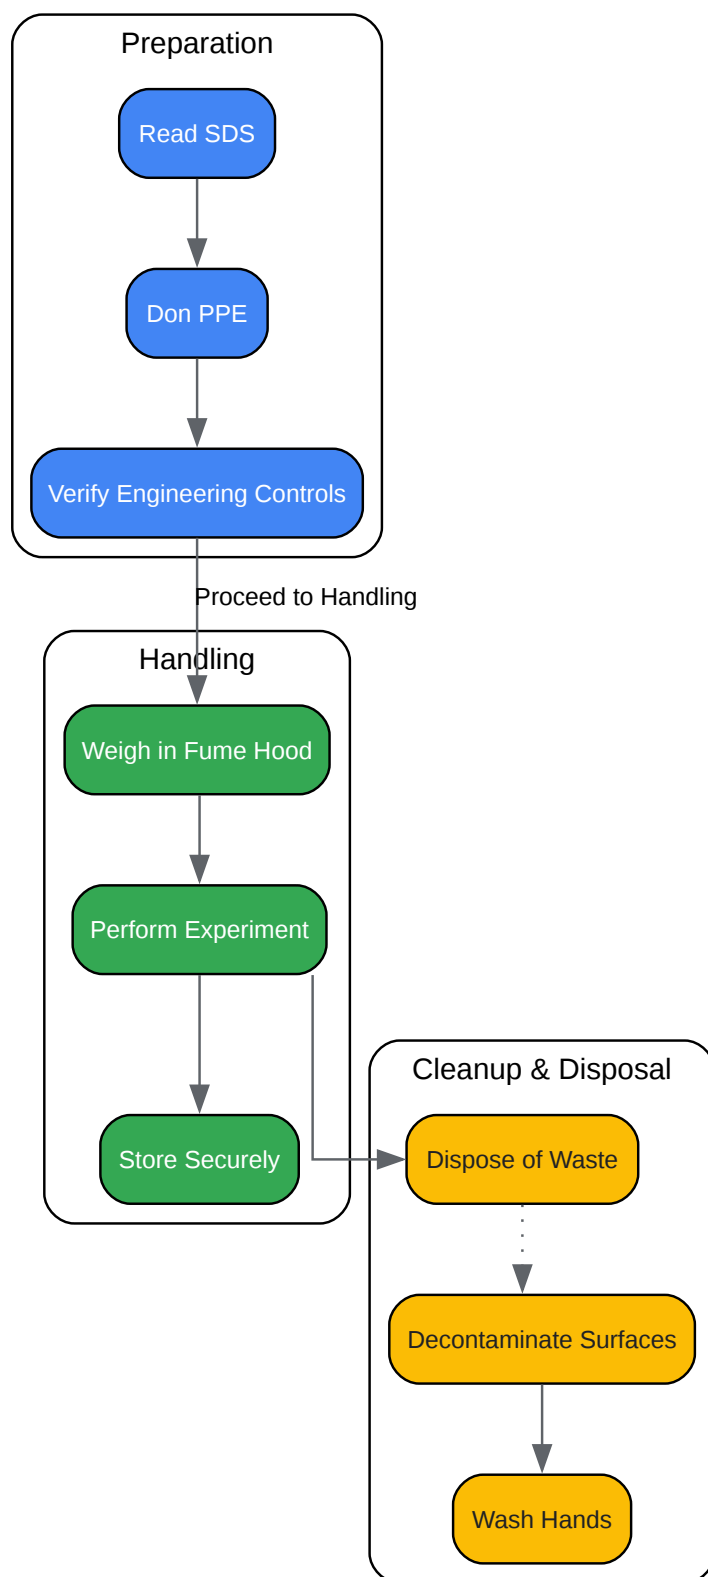 Preparation
Read SDS
Don PPE
Verify Engineering Controls
Proceed to Handling
Handling
Weigh in Fume Hood
Perform Experiment
Store Securely
Cleanup & Disposal
Dispose of Waste
Decontaminate Surfaces
Wash Hands